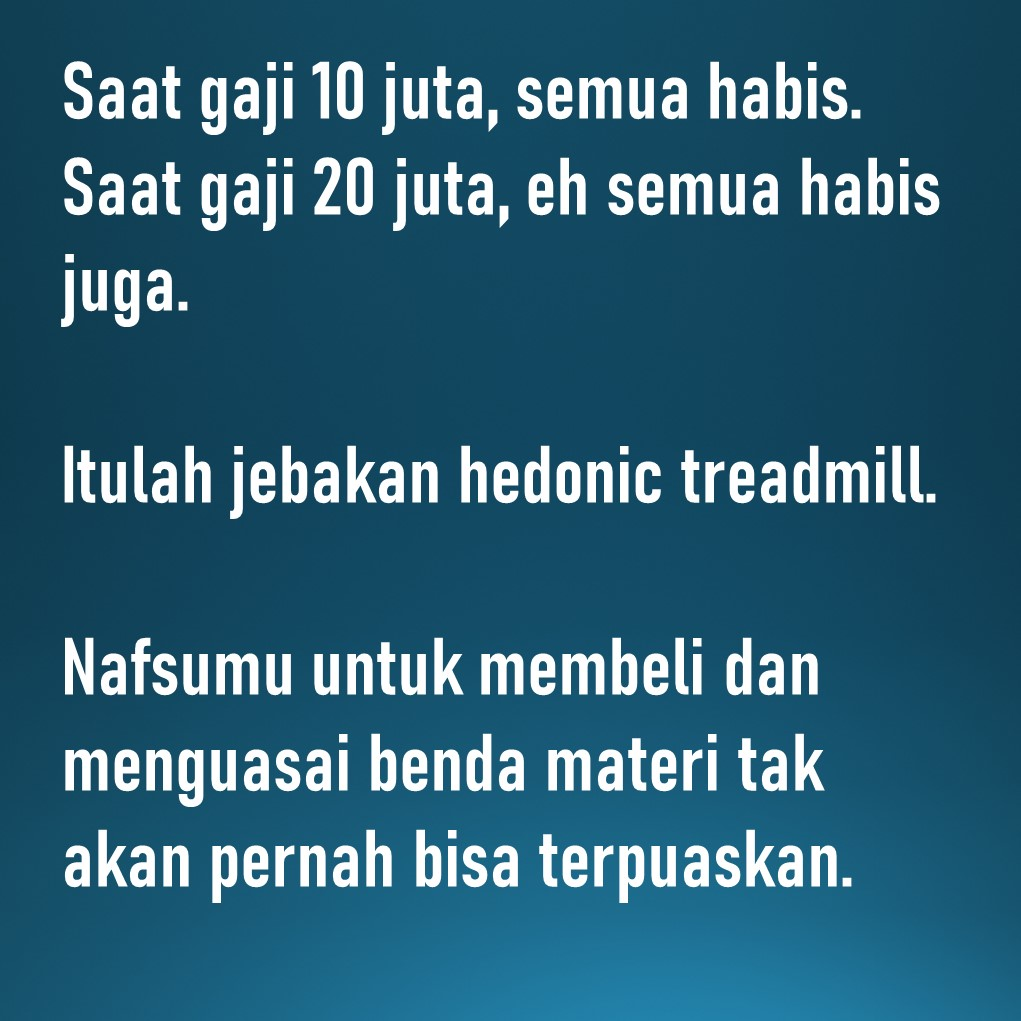 Saat gaji 10 juta, semua habis.
Saat gaji 20 juta, eh semua habis
juga.
Itulah jebakan hedonic treadmill.
Nafsumu untuk membeli dan
menguasai benda materi tak
akan pernah bisa terpuaskan.